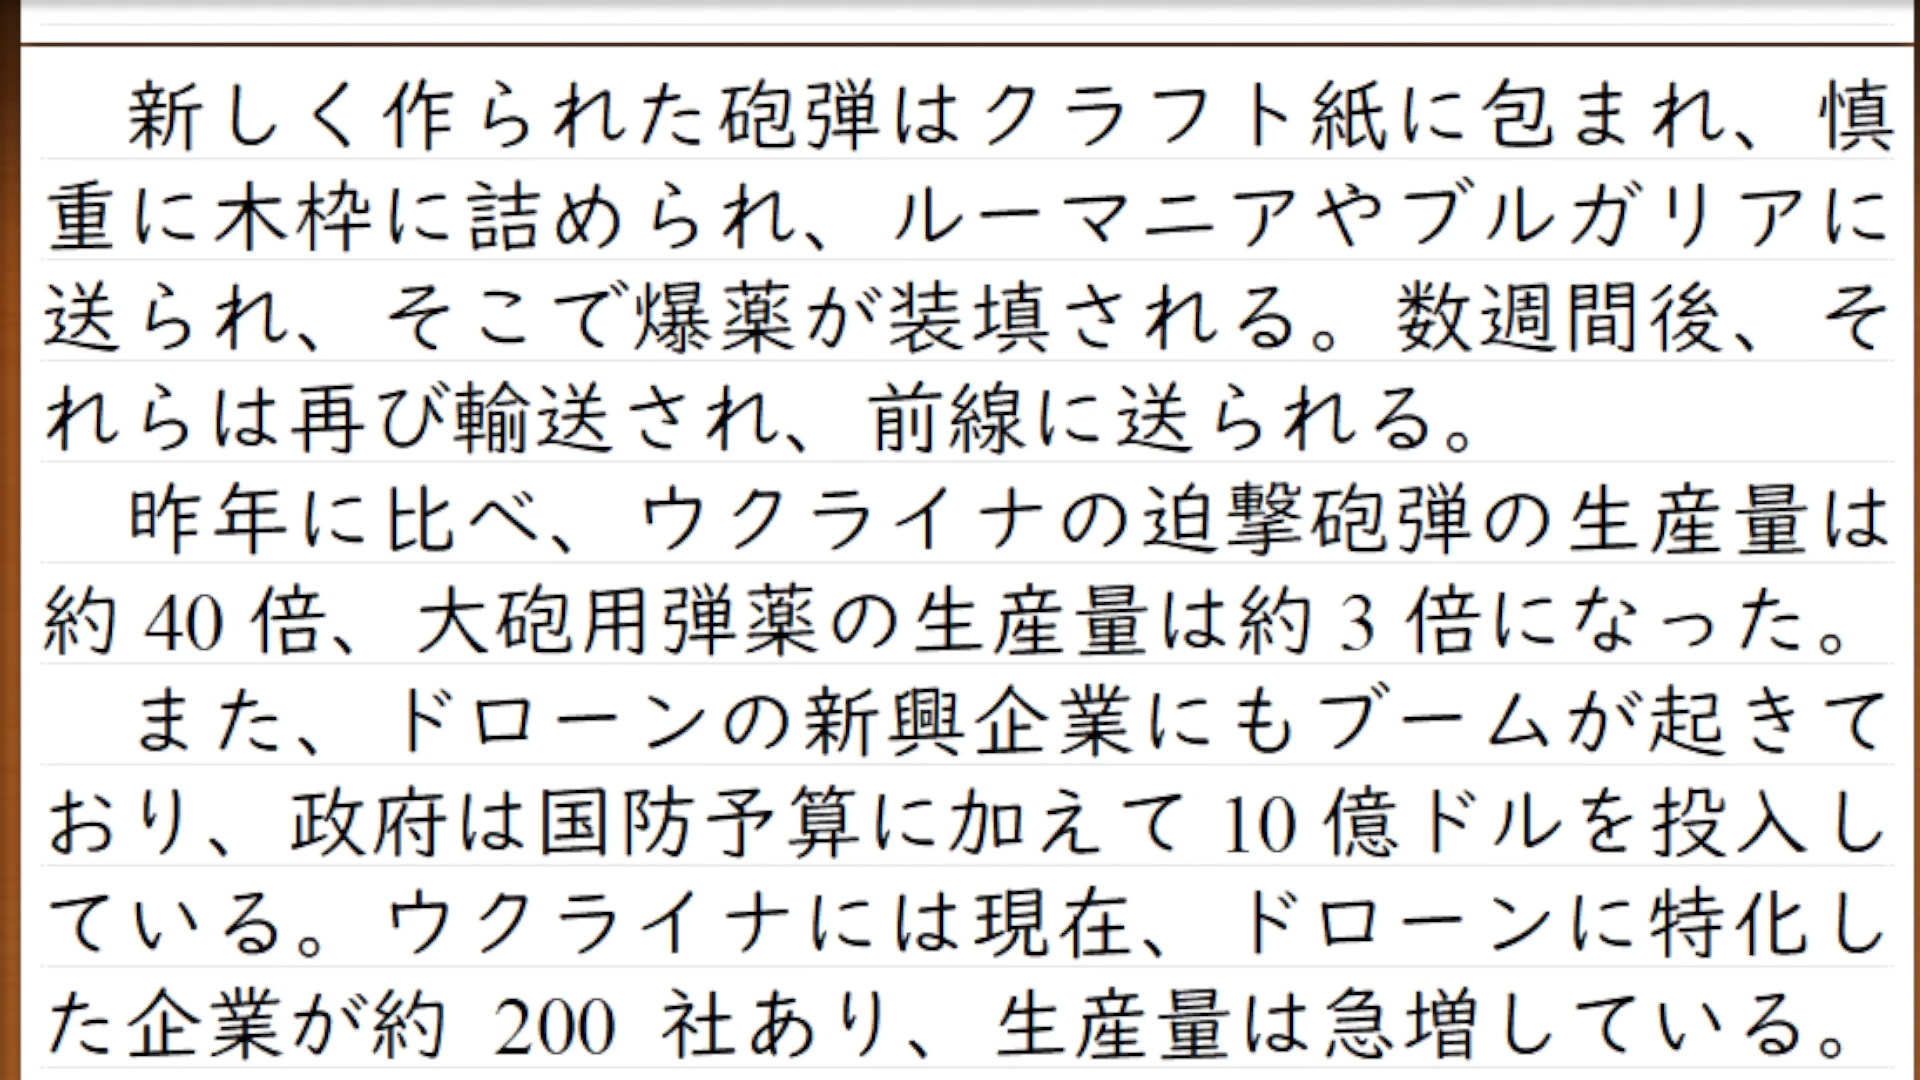 新しく作られた砲弾はクラフト紙に包まれ、慎
重に木枠に詰められ、ルーマニアやブルガリアに
送られ、そこで爆薬が装填される。数週間後、そ
れらは再び輸送され、前線に送られる。
昨年に比べ、ウクライナの迫撃砲弾の生産量は
約 40 倍、大砲用弾薬の生産量は約 3 倍になった。
また、ドローンの新興企業にもブームが起きて
おり、政府は国防予算に加えて 10 億ドルを投入し
ている。ウクライナには現在、ドローンに特化し
た企業が約 200 社あり、生産量は急増している。